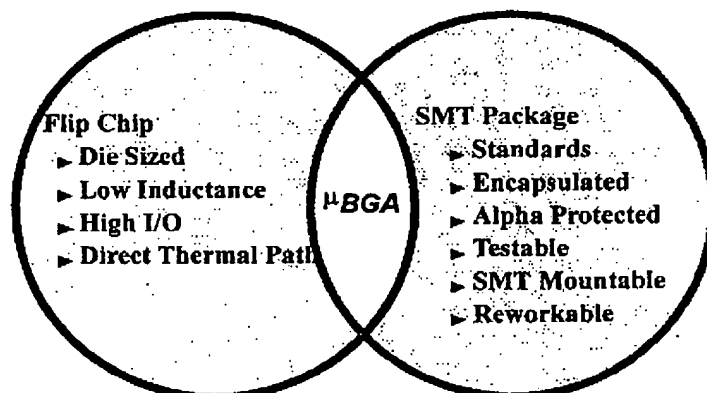 Flip Chip
► Die Sized
► Low Inductance
► High I/O
► Direct Thermal Path
μBGA
SMT Package
► Standards
► Encapsulated
► Alpha Protected
► Testable
► SMT Mountable
► Reworkable